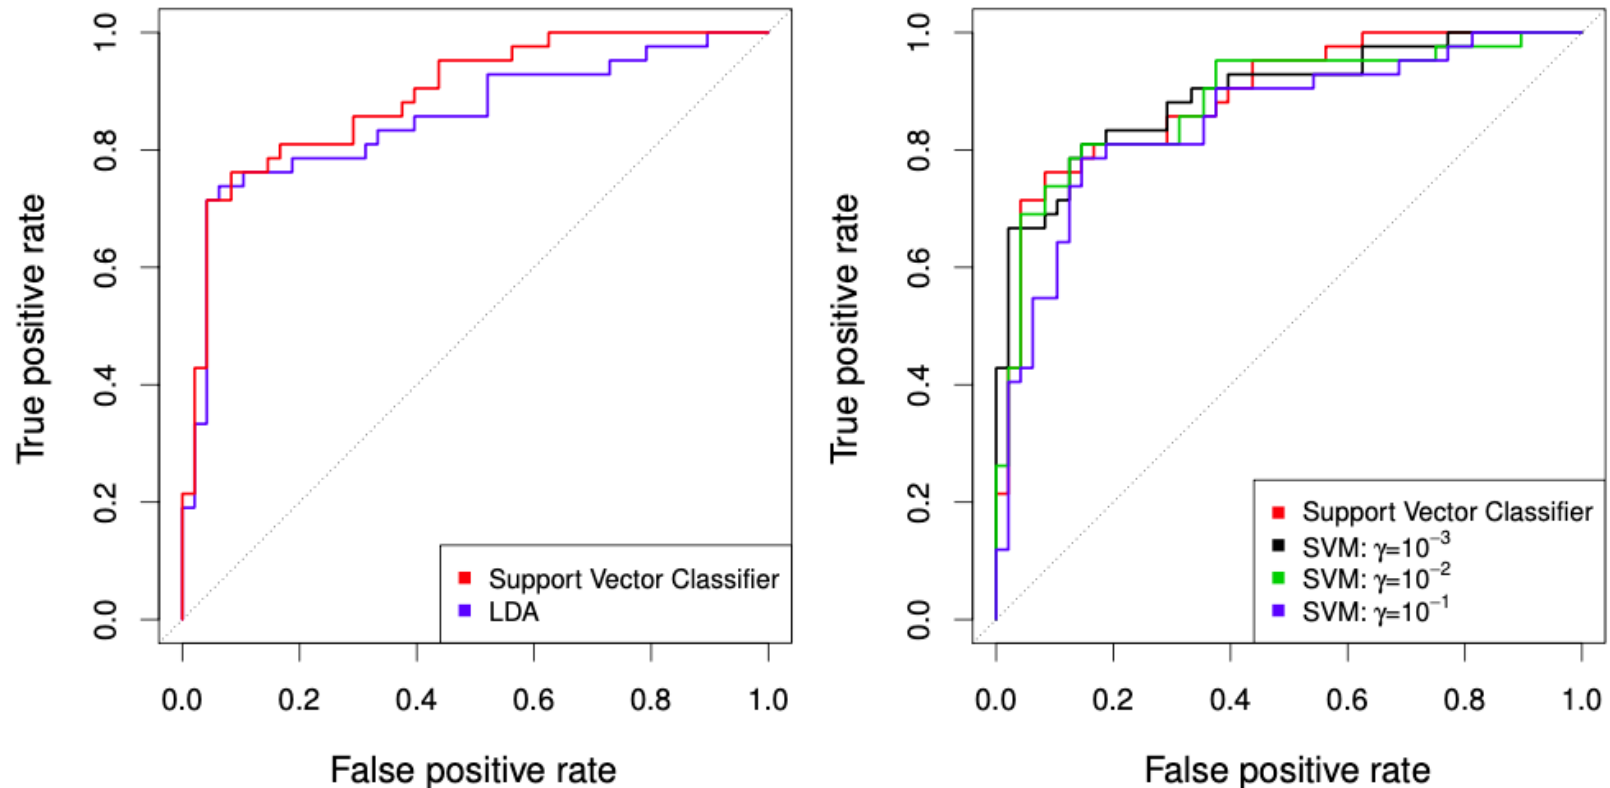 True positive rate
1.0
0.8
0.6
0.4
0.2
0.0
Support Vector Classifier
LDA
0.0 0.2 0.4 0.6 0.8 1.0
False positive rate
True positive rate
1.0
0.8
0.6
0.4
0.2
0.0
Support Vector Classifier
SVM: γ=10⁻³
SVM: γ=10⁻²
SVM: γ=10⁻¹
0.0 0.2 0.4 0.6 0.8 1.0
False positive rate